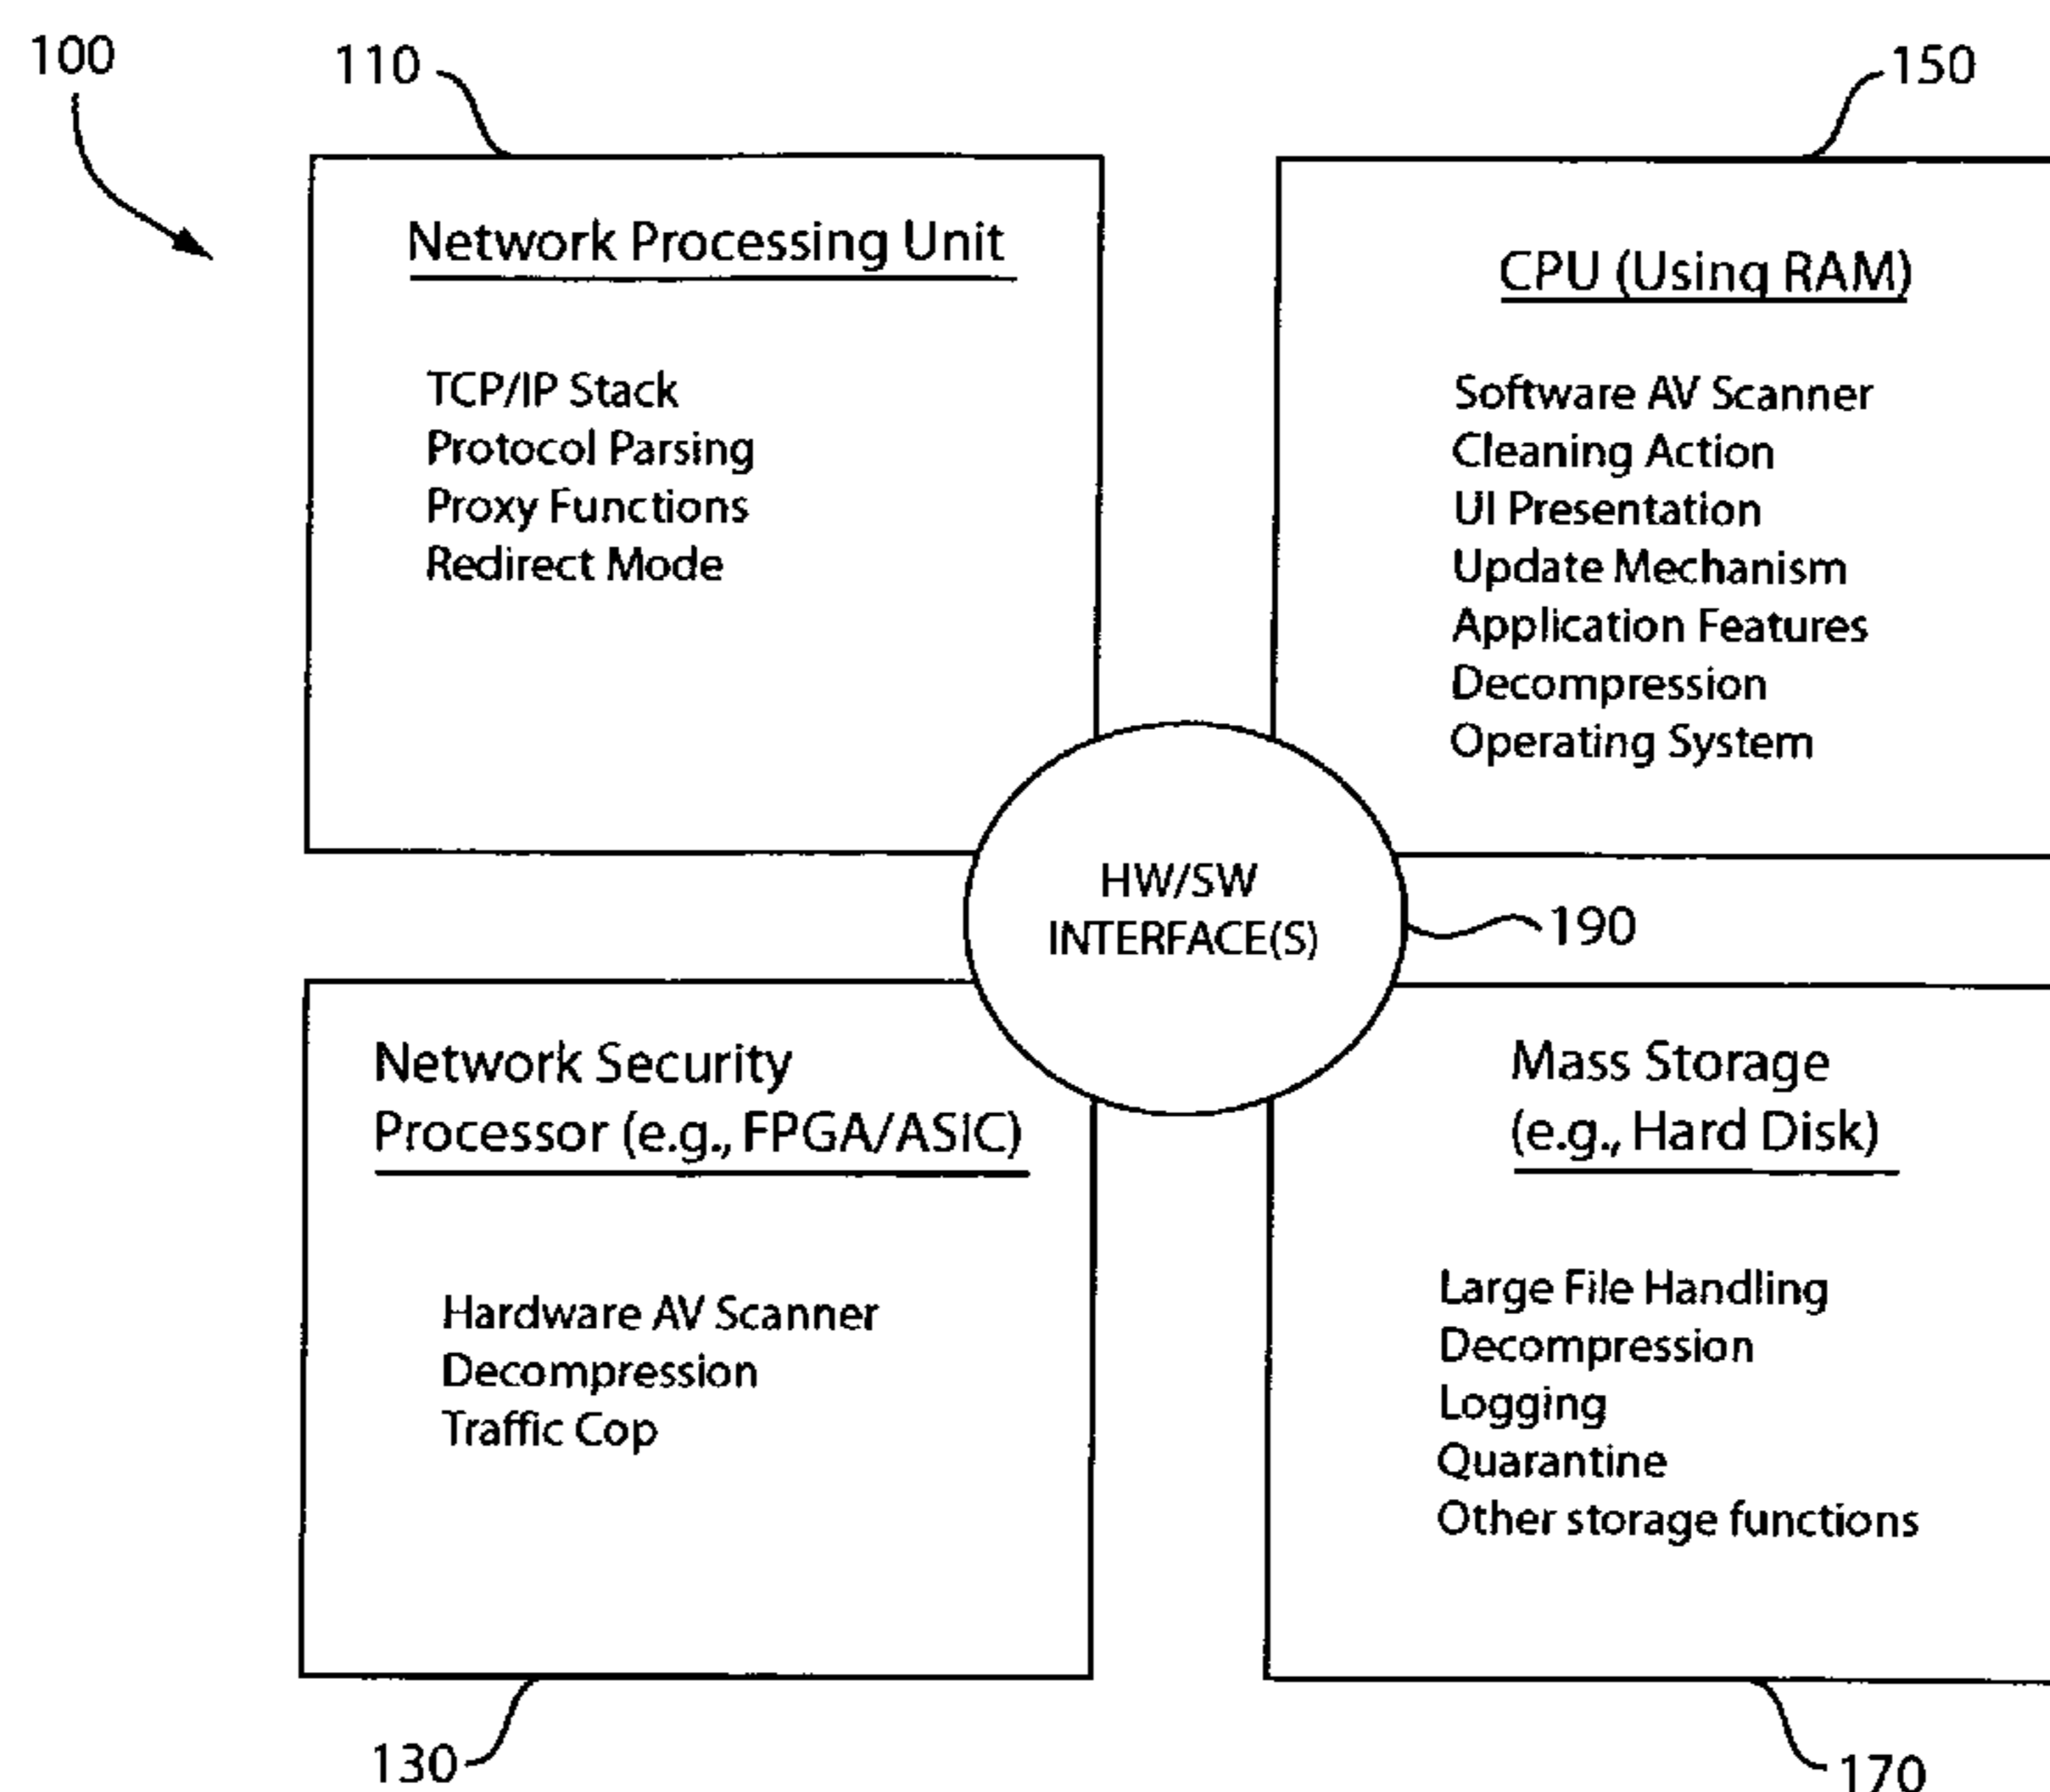 100
110
150
Network Processing Unit
TCP/IP Stack
Protocol Parsing
Proxy Functions
Redirect Mode
CPU (Using RAM)
Software AV Scanner
Cleaning Action
UI Presentation
Update Mechanism
Application Features
Decompression
Operating System
HW/SW
INTERFACE(S)
190
Network Security
Processor (e.g., FPGA/ASIC)
Hardware AV Scanner
Decompression
Traffic Cop
Mass Storage
(e.g., Hard Disk)
Large File Handling
Decompression
Logging
Quarantine
Other storage functions
130
170